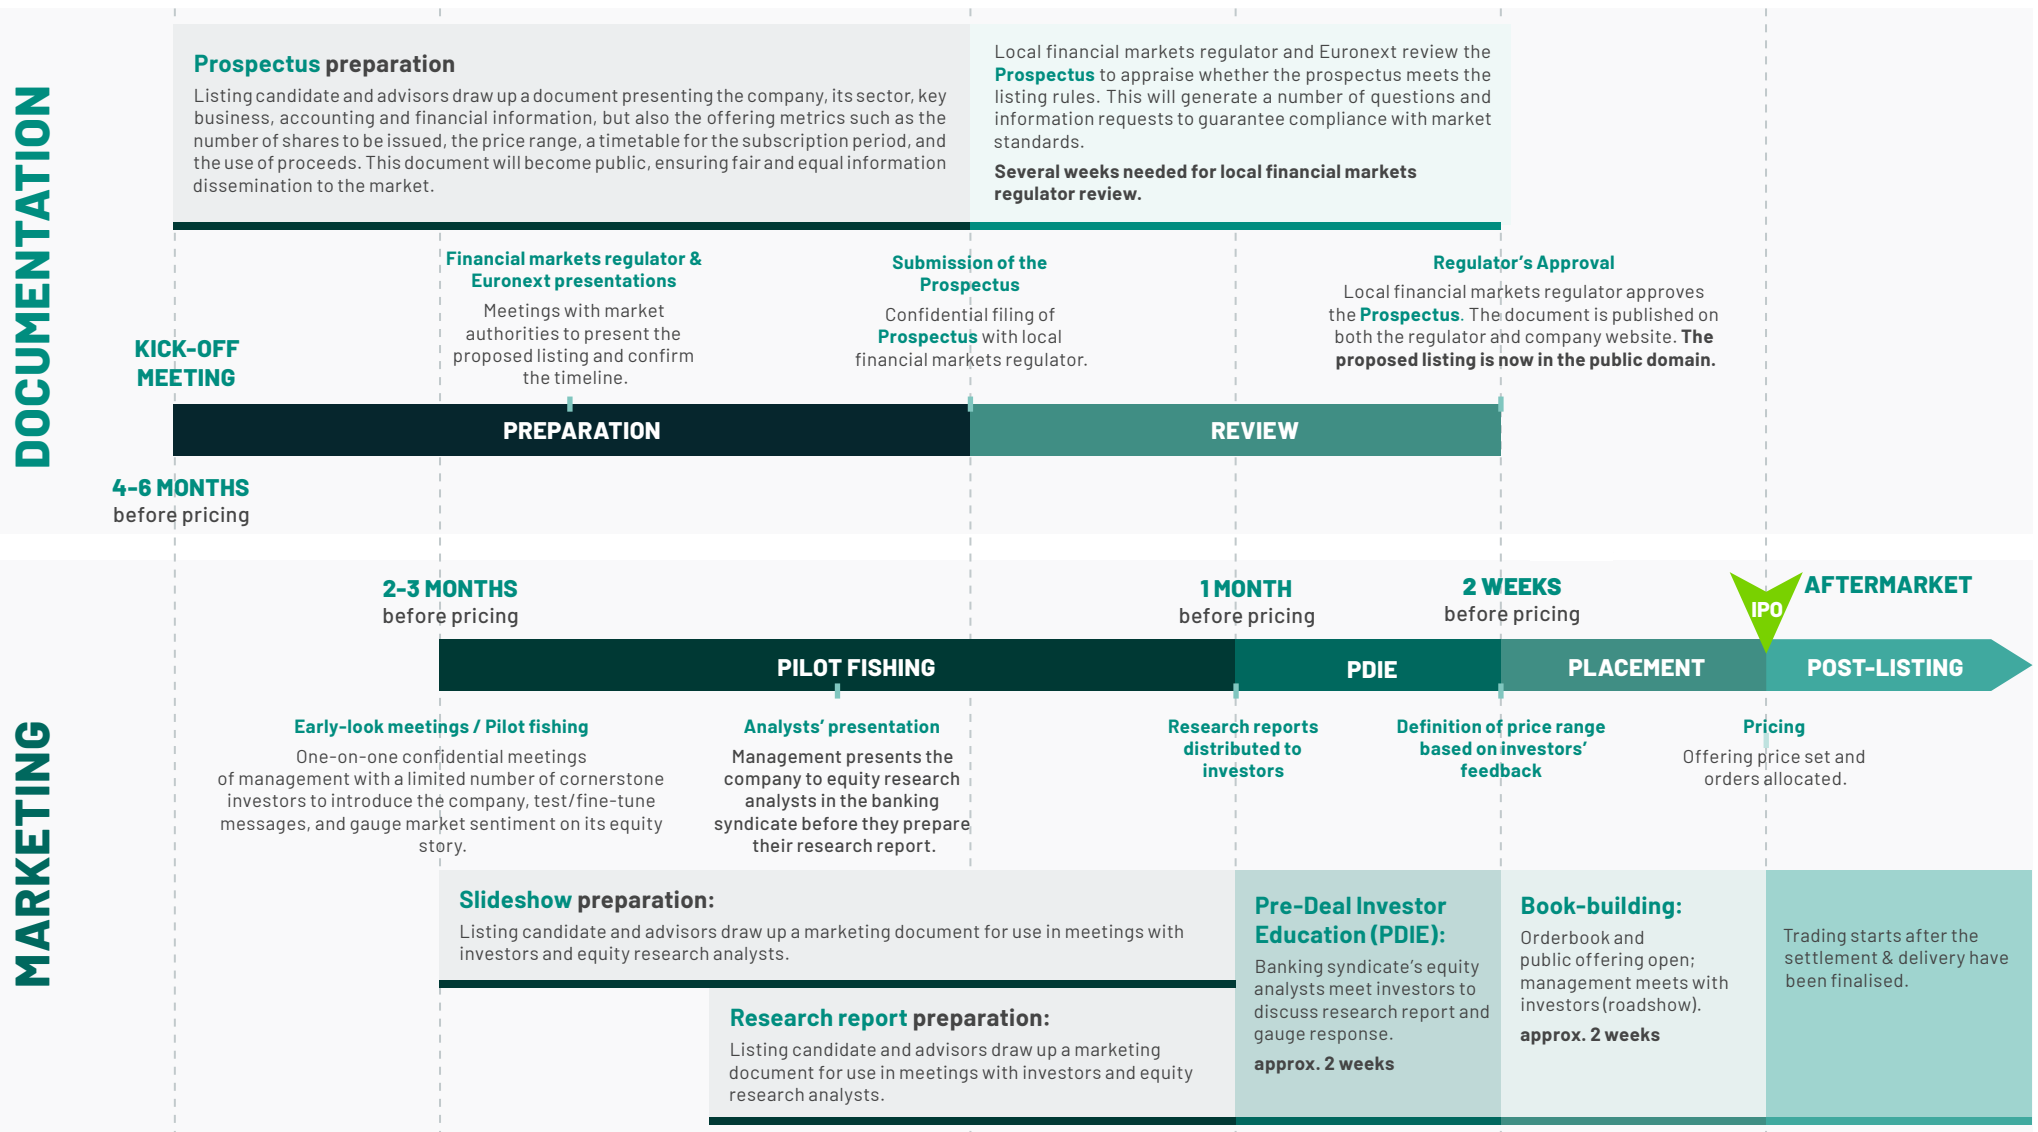 DOCUMENTATION
Prospectus preparation
Listing candidate and advisors draw up a document presenting the company, its sector, key
business, accounting and financial information, but also the offering metrics such as the
number of shares to be issued, the price range, a timetable for the subscription period, and
the use of proceeds. This document will become public, ensuring fair and equal information
dissemination to the market.
Local financial markets regulator and Euronext review the
Prospectus to appraise whether the prospectus meets the
listing rules. This will generate a number of questions and
information requests to guarantee compliance with market
standards.
Several weeks needed for local financial markets
regulator review.
KICK-OFF
MEETING
Financial markets regulator &
Euronext presentations
Meetings with market
authorities to present the
proposed listing and confirm
the timeline.
Submission of the
Prospectus
Confidential filing of
Prospectus with local
financial markets regulator.
Regulator's Approval
Local financial markets regulator approves
the Prospectus. The document is published on
both the regulator and company website. The
proposed listing is now in the public domain.
PREPARATION
REVIEW
4-6 MONTHS
before pricing
MARKETING
2-3 MONTHS
before pricing
1 MONTH
before pricing
2 WEEKS
before pricing
IPO
AFTERMARKET
PILOT FISHING
PDIE
PLACEMENT
POST-LISTING
Early-look meetings / Pilot fishing
One-on-one confidential meetings
of management with a limited number of cornerstone
investors to introduce the company, test/fine-tune
messages, and gauge market sentiment on its equity
story.
Analysts' presentation
Management presents the
company to equity research
analysts in the banking
syndicate before they prepare
their research report.
Research reports
distributed to
investors
Definition of price range
based on investors'
feedback
Pricing
Offering price set and
orders allocated.
Slideshow preparation:
Listing candidate and advisors draw up a marketing document for use in meetings with
investors and equity research analysts.
Research report preparation:
Listing candidate and advisors draw up a marketing
document for use in meetings with investors and equity
research analysts.
Pre-Deal Investor
Education (PDIE):
Banking syndicate's equity
analysts meet investors to
discuss research report and
gauge response.
approx. 2 weeks
Book-building:
Orderbook and
public offering open;
management meets with
investors (roadshow).
approx. 2 weeks
Trading starts after the
settlement & delivery have
been finalised.